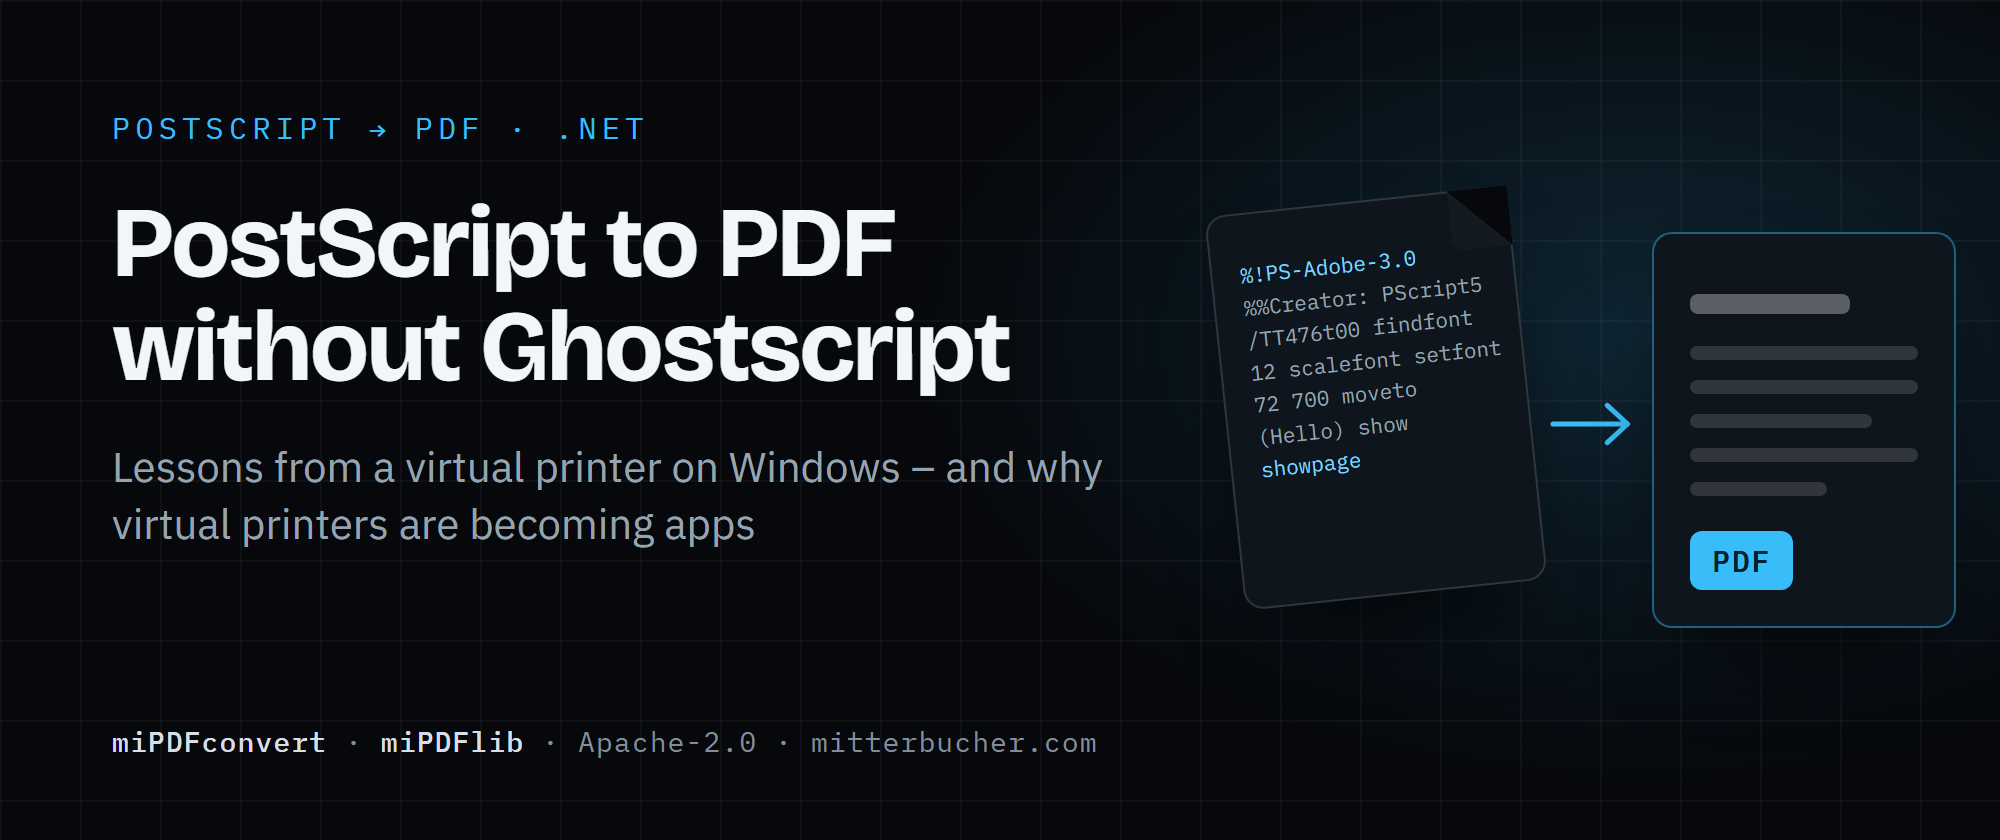 POSTSCRIPT → PDF · .NET
PostScript to PDF
without Ghostscript
Lessons from a virtual printer on Windows – and why
virtual printers are becoming apps
%!PS-Adobe-3.0
%%Creator: PScript5
/TT476t00 findfont
12 scalefont setfont
72 700 moveto
(Hello) show
showpage
PDF
miPDFconvert · miPDFlib · Apache-2.0 · mitterbucher.com